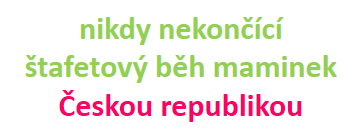 nikdy nekončící
štafetový běh maminek
Českou republikou